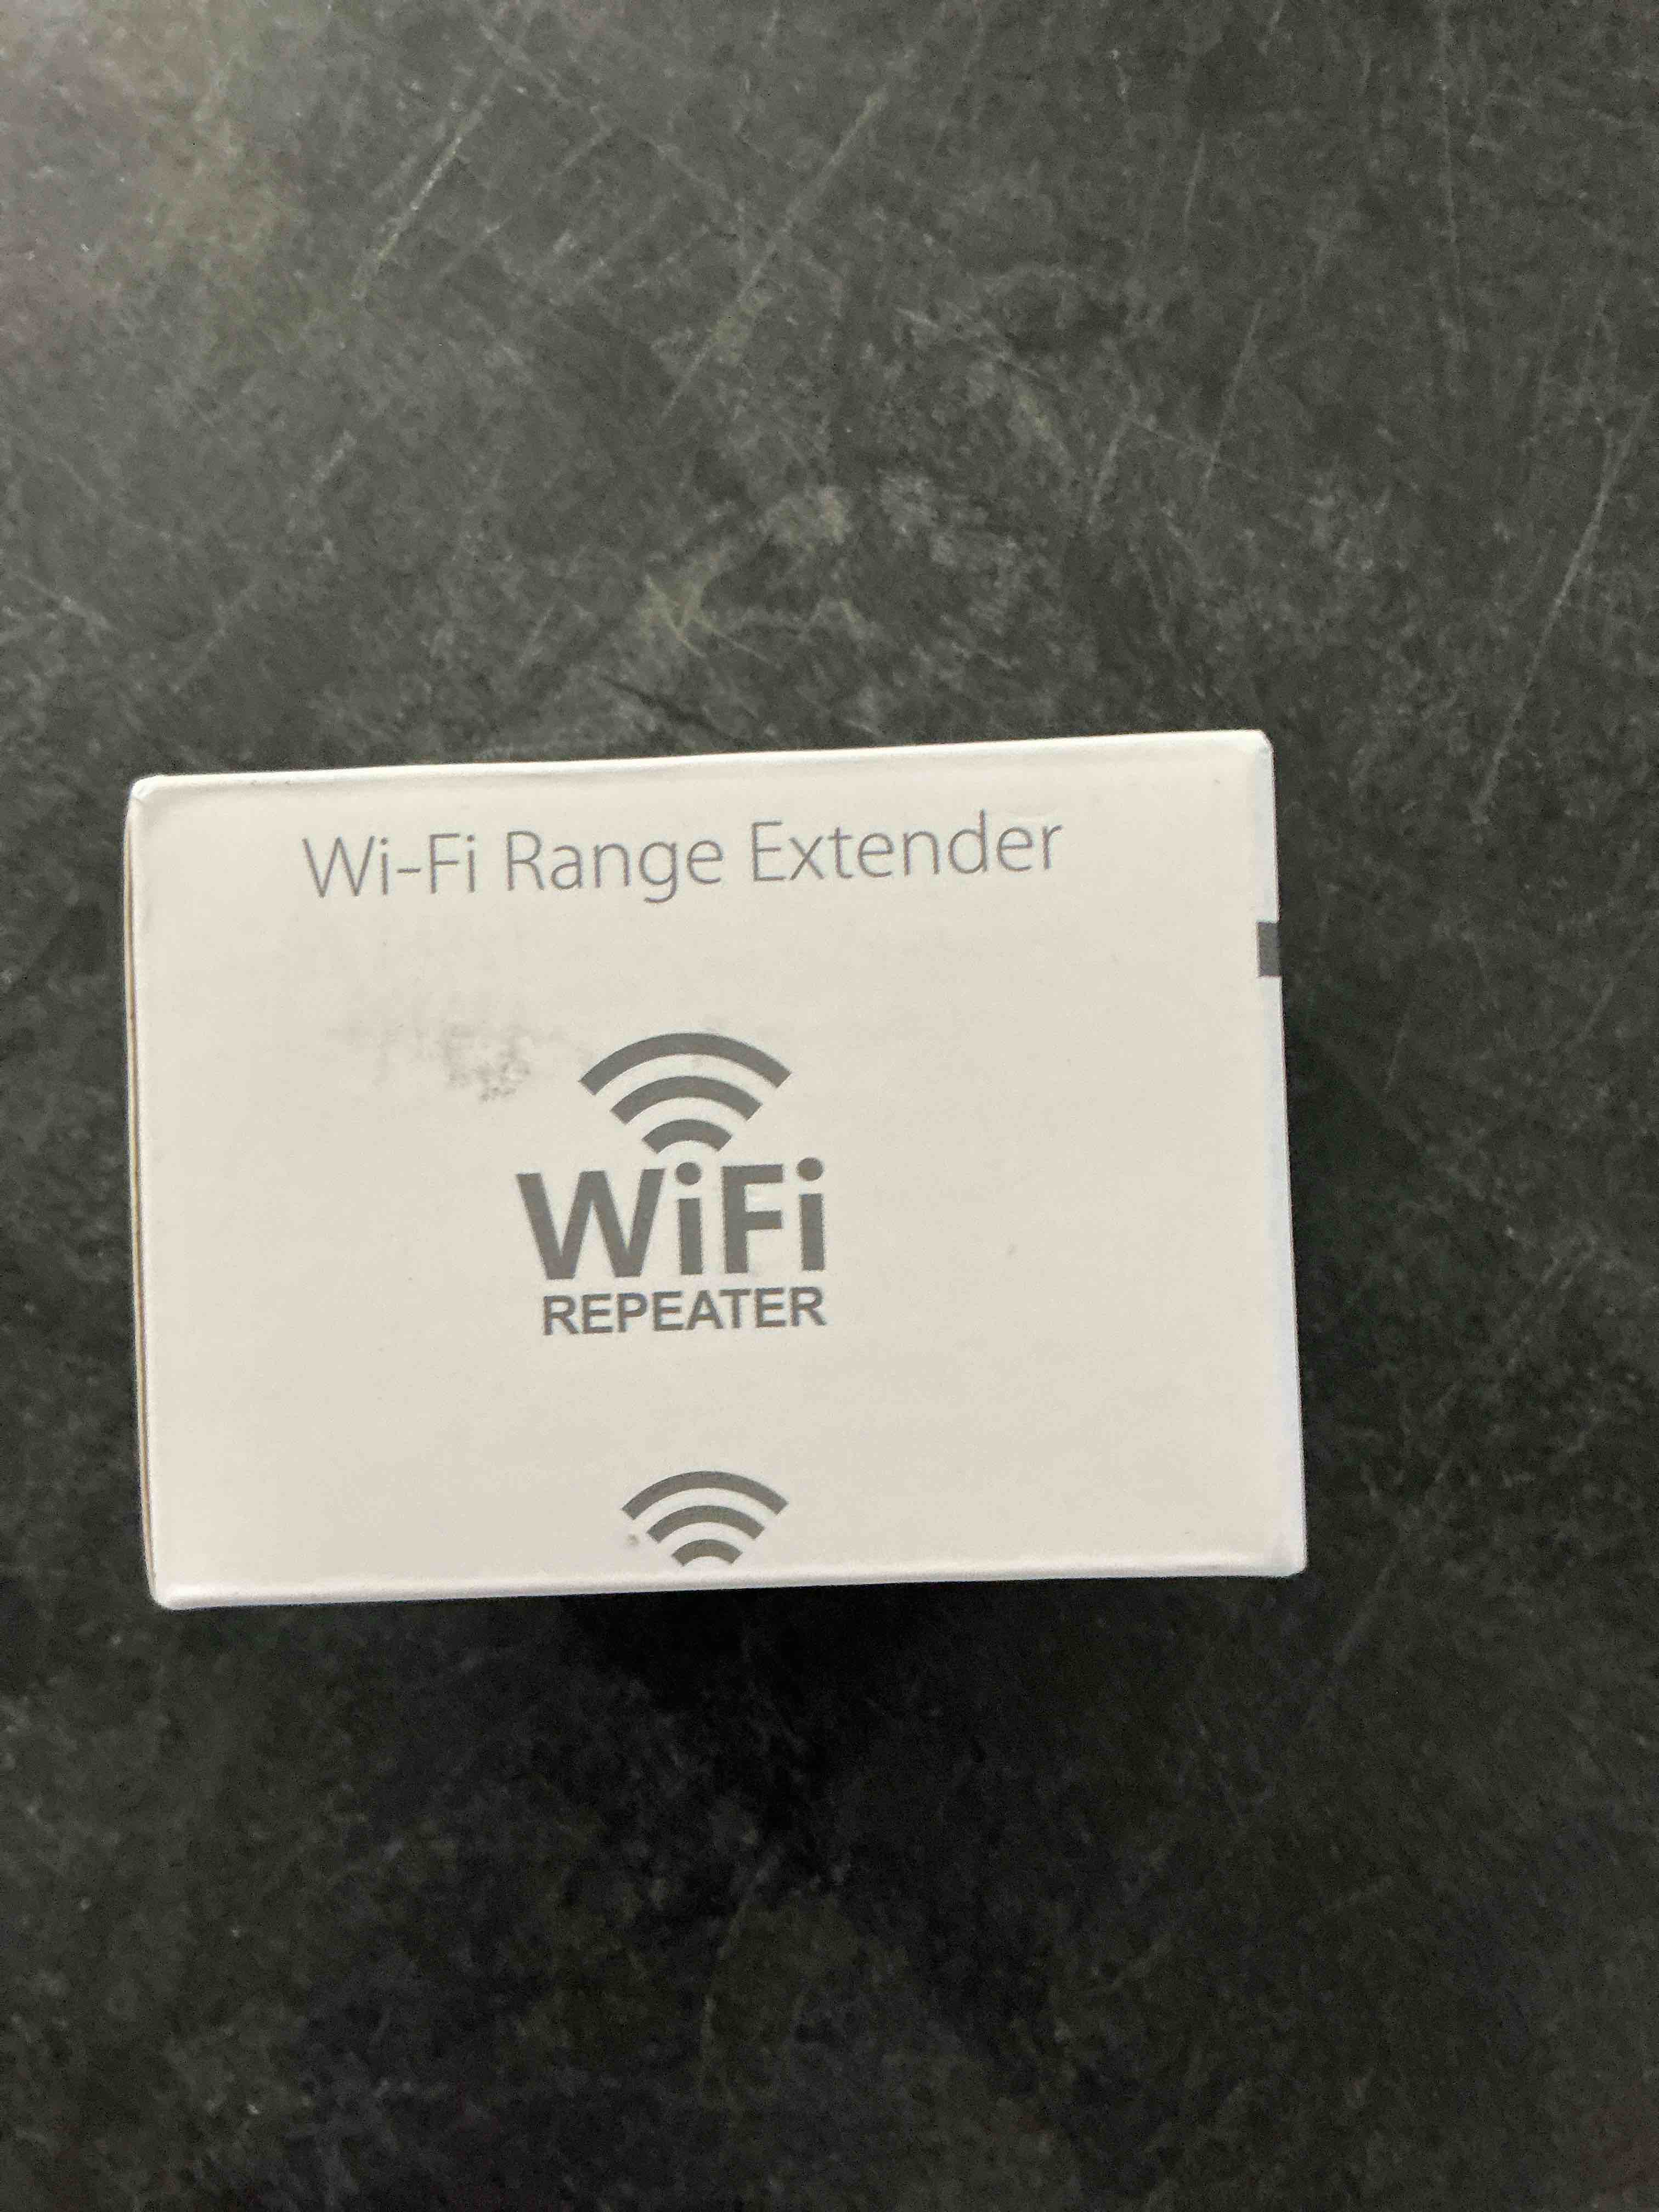 Wi-Fi Range Extender
WiFi
REPEATER